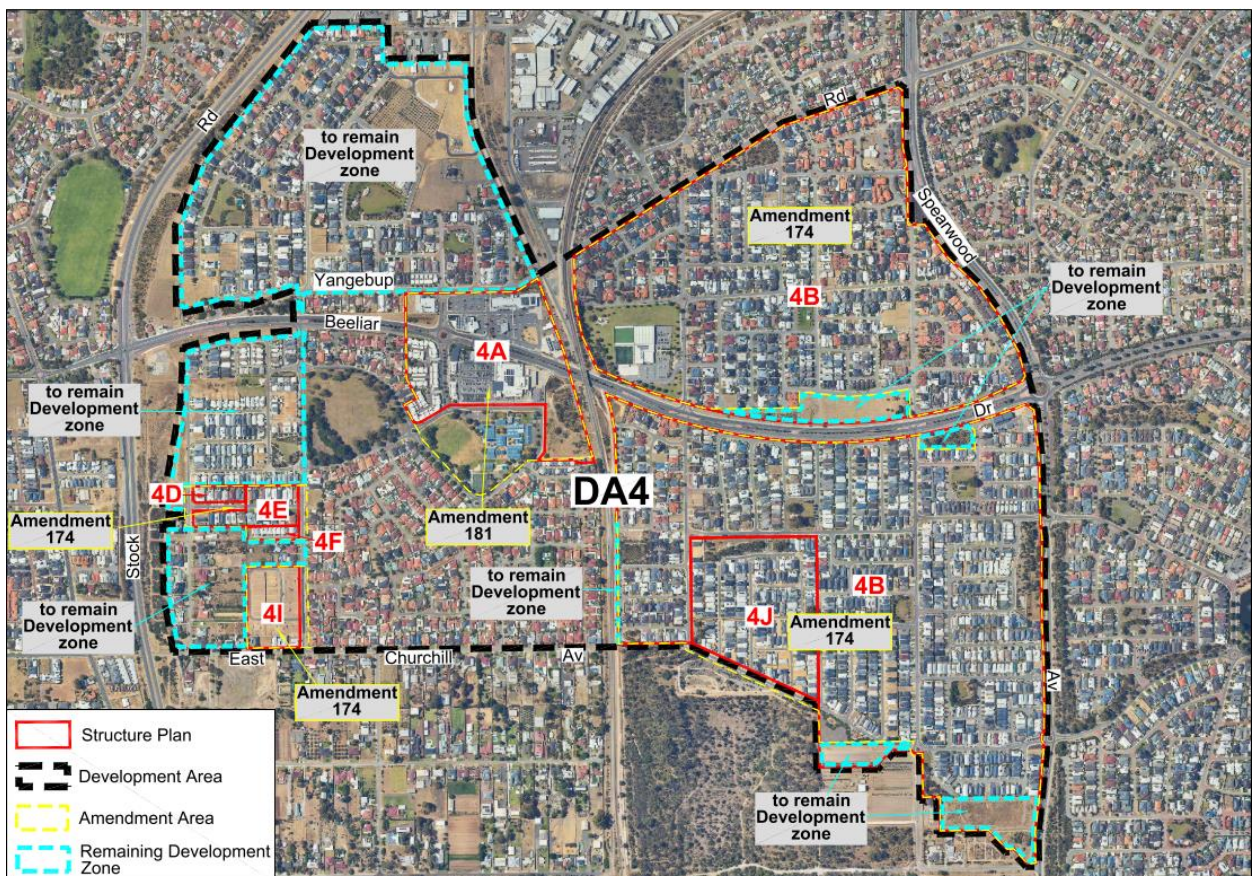 Rd
to remain
Development
zone
Rd
Amendment
174
Spearwood
to remain
Development
zone
4B
Yangebup
Beeliar
4A
to remain
Development
zone
Dr
4D
4E
DA4
Amendment
174
Amendment
181
4F
Stock
to remain
Development
zone
to remain
Development
zone
4B
4I
4J
Amendment
174
East
Churchill
Av
Av
Amendment
174
Structure Plan
Development Area
Amendment Area
Remaining Development
Zone
to remain
Development
zone